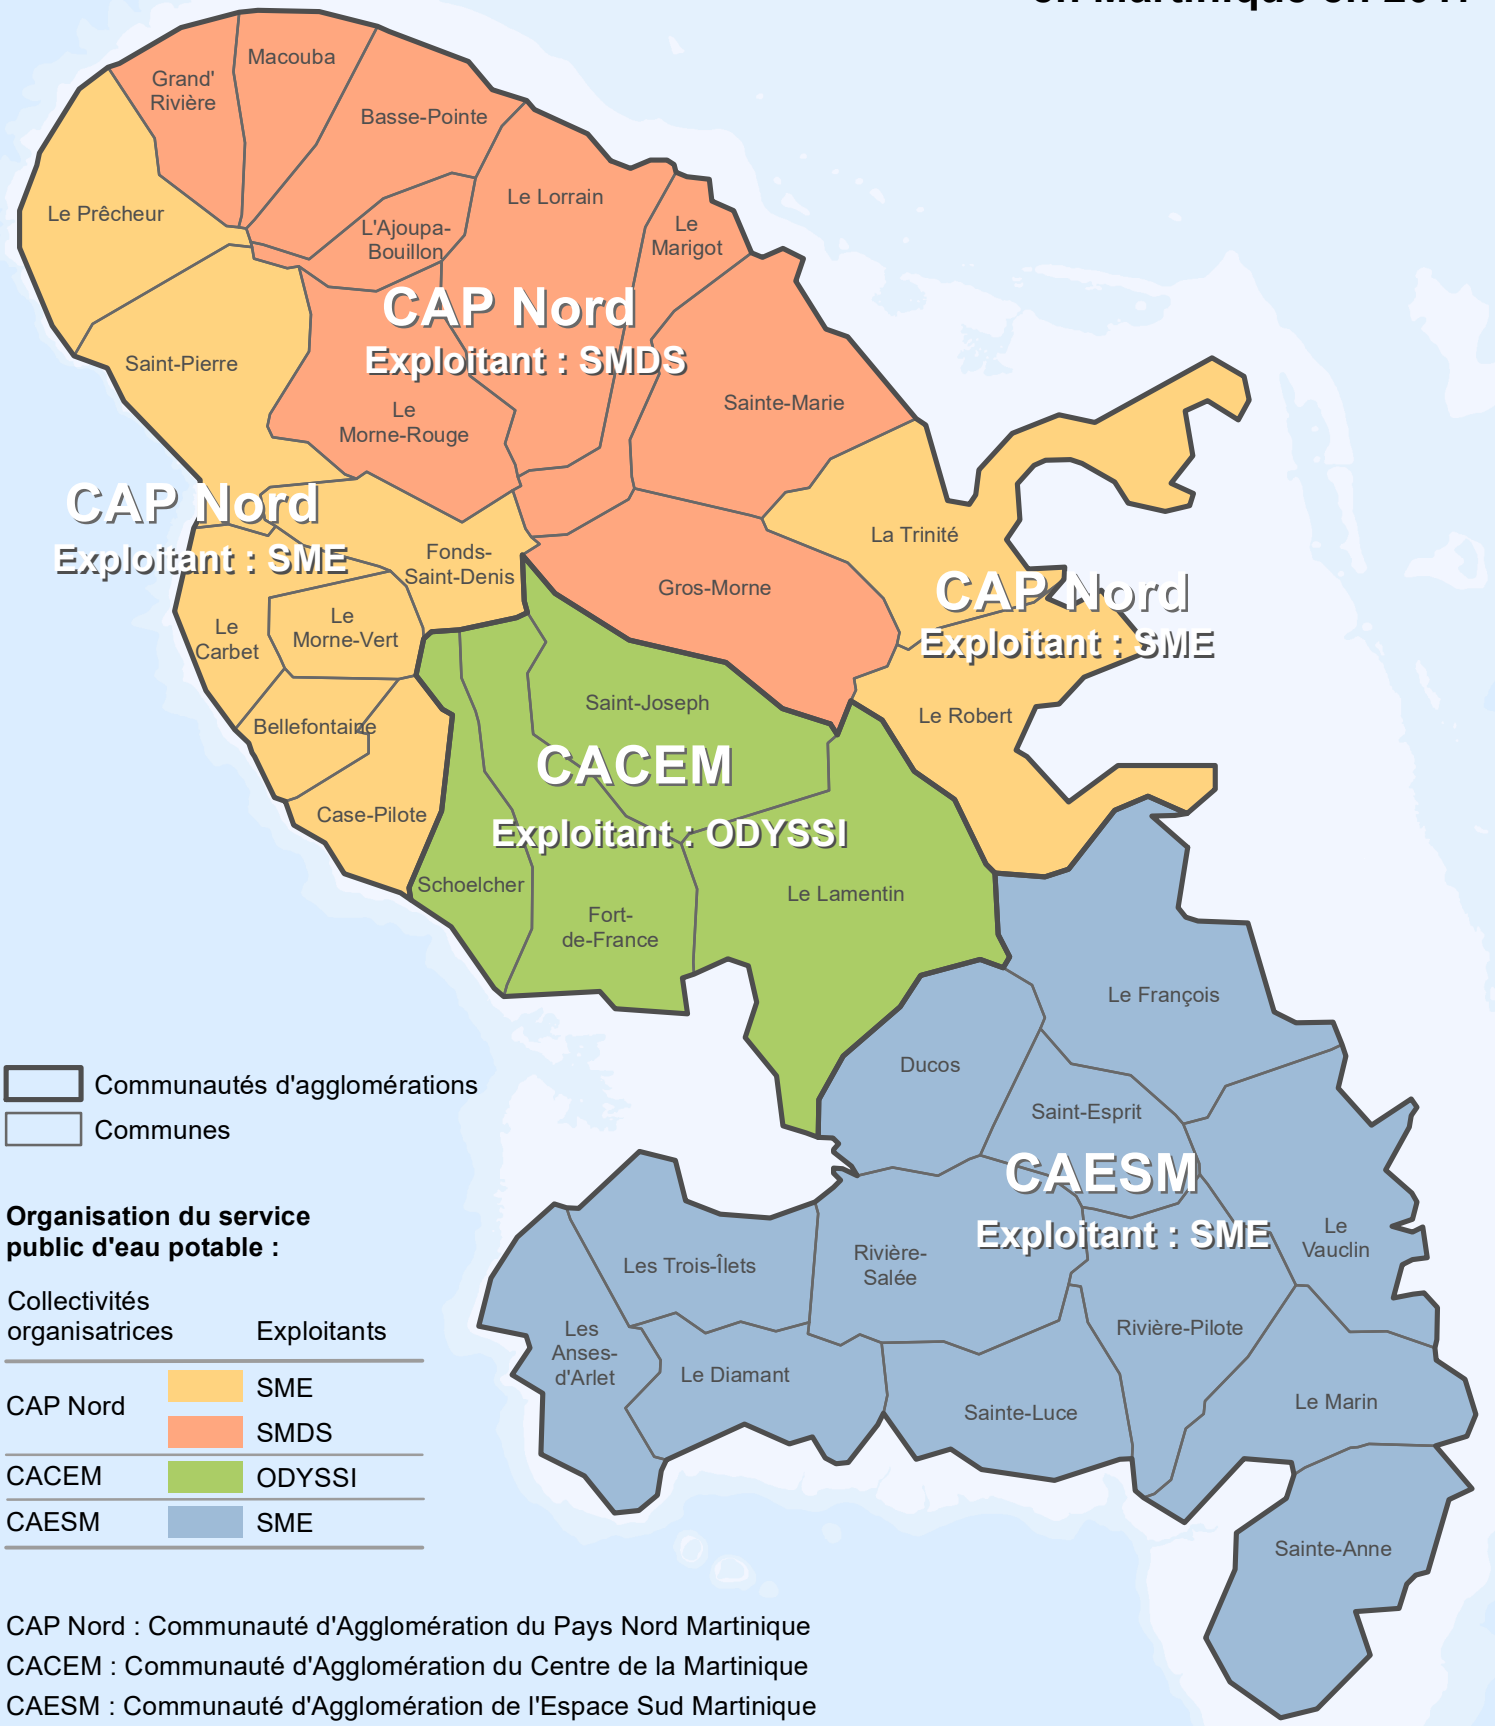 en Martinique en 2017
Macouba
Grand'
Rivière
Basse-Pointe
Le Lorrain
Le Prêcheur
L'Ajoupa-
Bouillon
Le
Marigot
CAP Nord
Exploitant : SMDS
Saint-Pierre
Le
Morne-Rouge
Sainte-Marie
CAP Nord
Exploitant : SME
Fonds-
Saint-Denis
La Trinité
Gros-Morne
CAP Nord
Exploitant : SME
Le
Carbet
Le
Morne-Vert
Saint-Joseph
Bellefontaine
Le Robert
CACEM
Exploitant : ODYSSI
Case-Pilote
Schoelcher
Fort-
de-France
Le Lamentin
Le François
Ducos
Saint-Esprit
CAESM
Exploitant : SME
Le
Vauclin
Les Trois-Îlets
Rivière-
Salée
Les
Anses-
d'Arlet
Le Diamant
Rivière-Pilote
Sainte-Luce
Le Marin
Sainte-Anne
Communautés d'agglomérations
Communes
Organisation du service
public d'eau potable :
Collectivités
organisatrices Exploitants
CAP Nord SME
SMDS
CACEM ODYSSI
CAESM SME
CAP Nord : Communauté d'Agglomération du Pays Nord Martinique
CACEM : Communauté d'Agglomération du Centre de la Martinique
CAESM : Communauté d'Agglomération de l'Espace Sud Martinique